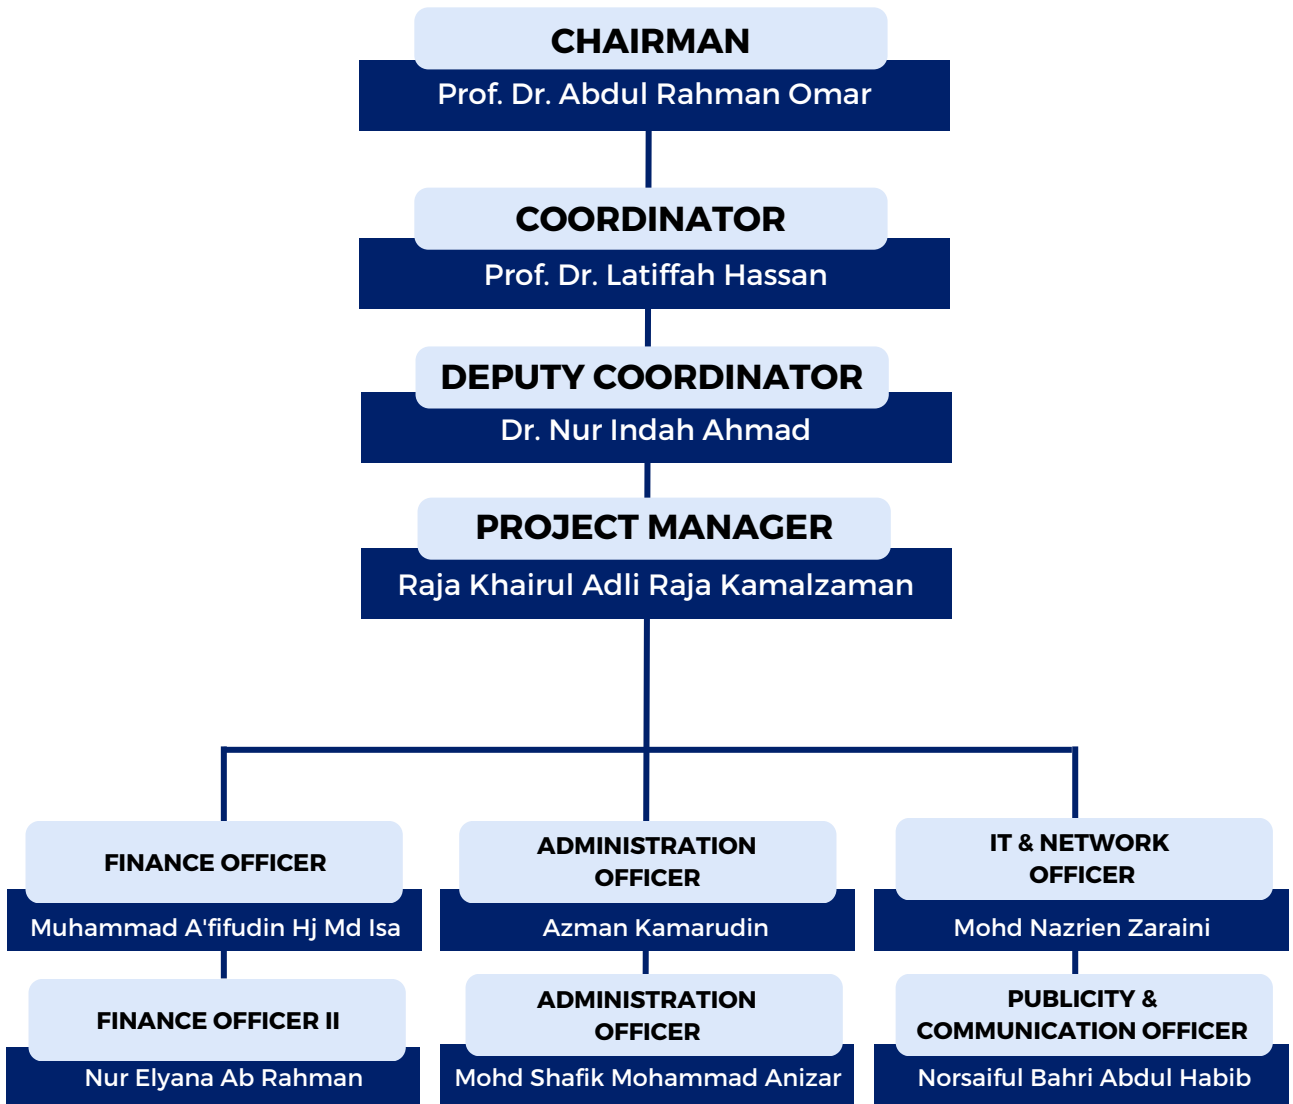 CHAIRMAN
Prof. Dr. Abdul Rahman Omar
COORDINATOR
Prof. Dr. Latiffah Hassan
DEPUTY COORDINATOR
Dr. Nur Indah Ahmad
PROJECT MANAGER
Raja Khairul Adli Raja Kamalzaman
FINANCE OFFICER
Muhammad A'fifudin Hj Md Isa
ADMINISTRATION
OFFICER
Azman Kamarudin
IT & NETWORK
OFFICER
Mohd Nazrien Zaraini
FINANCE OFFICER II
Nur Elyana Ab Rahman
ADMINISTRATION
OFFICER
Mohd Shafik Mohammad Anizar
PUBLICITY &
COMMUNICATION OFFICER
Norsaiful Bahri Abdul Habib